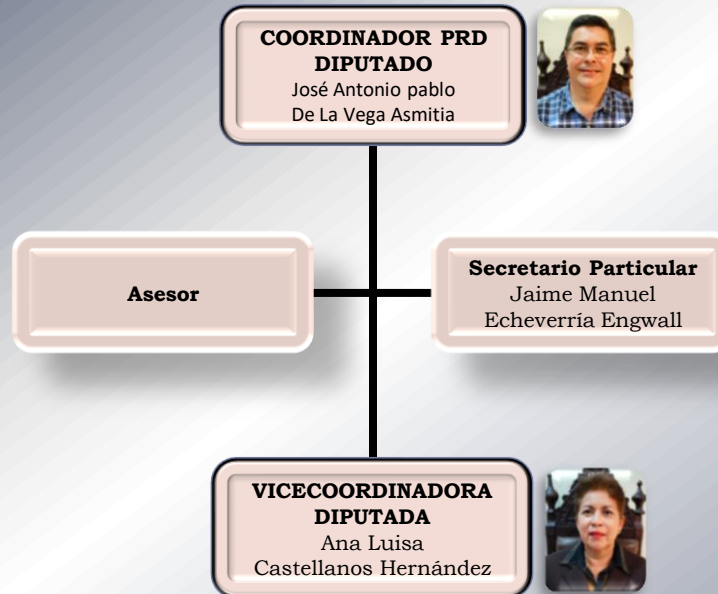 COORDINADOR PRD
DIPUTADO
José Antonio pablo
De La Vega Asmitia
Asesor
Secretario Particular
Jaime Manuel
Echeverría Engwall
VICECOORDINADORA
DIPUTADA
Ana Luisa
Castellanos Hernández